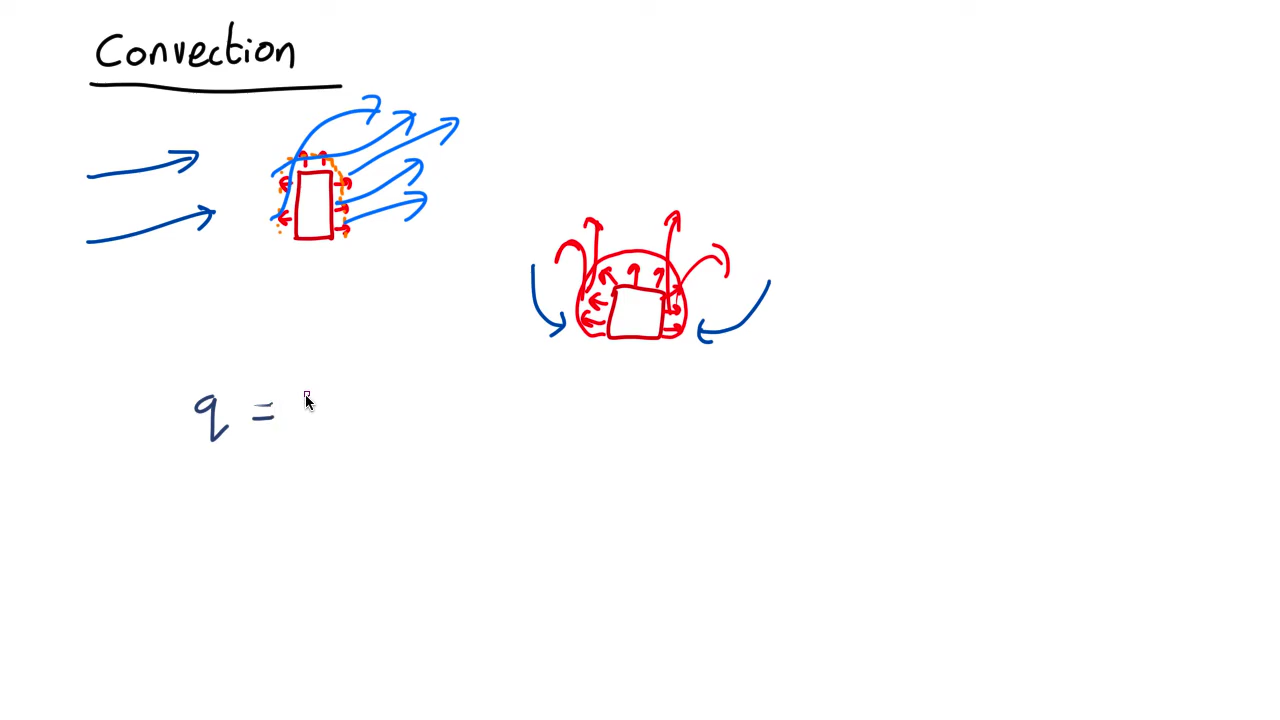 Convection
q =